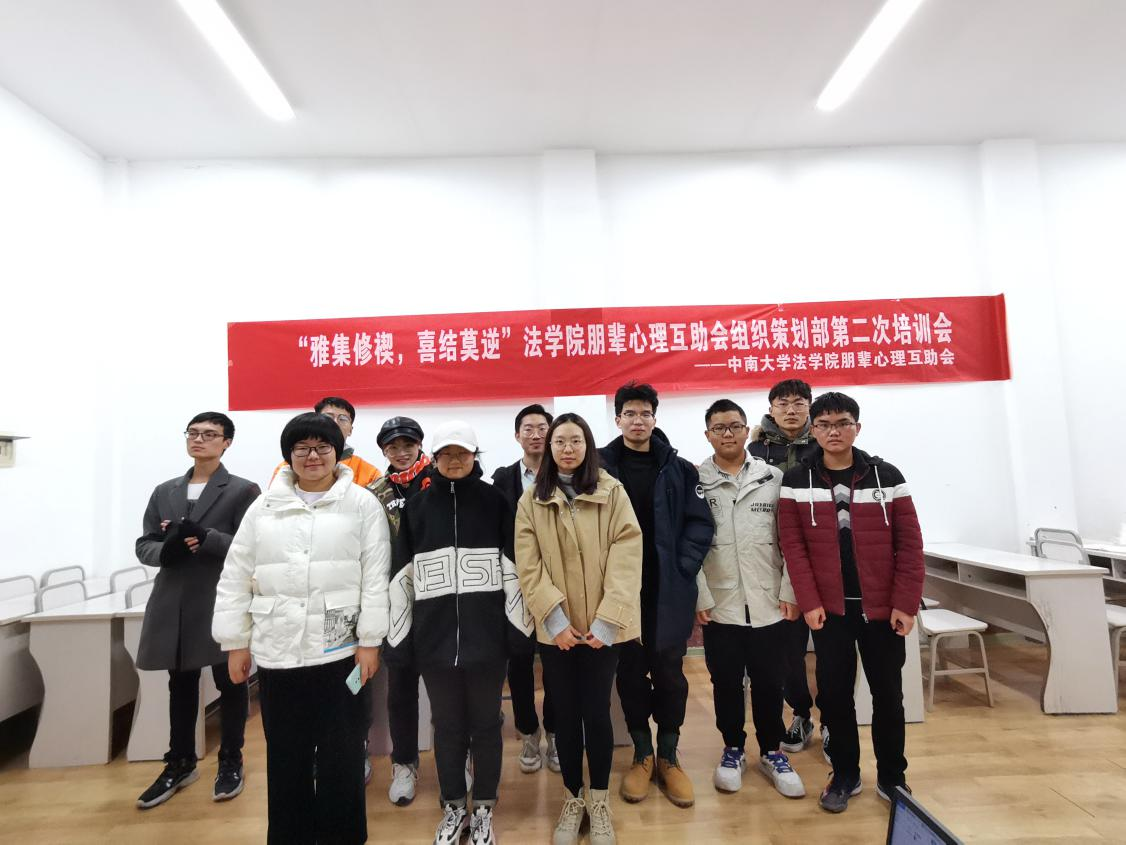 “雅集修禊，喜结莫逆”法学院朋辈心理互助会组织策划部第二次培训会
——中南大学法学院朋辈心理互助会